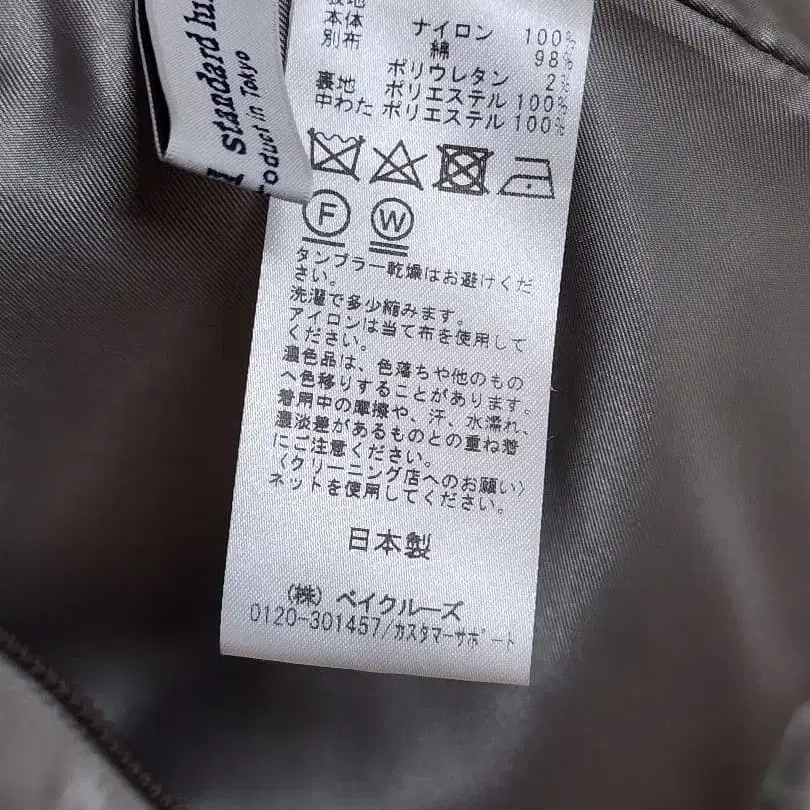 standard
Product in Tokyo
表地
本体 ナイロン 100%
別布 綿 98%
ポリウレタン 2%
裏地 ポリエステル 100%
中わた ポリエステル 100%
F W
タンブラー乾燥はお避けくだ
さい。
洗濯で多少縮みます。
アイロンは当て布を使用して
ください。
濃色品は、色落ちや他のもの
へ色移りすることがあります。
着用中の摩擦や、汗、水濡れ、
濃淡差があるものとの重ね着
にご注意ください。
〈クリーニング店へのお願い〉
ネットを使用してください。
日本製
(株) ベイクルーズ
0120-301457/カスタマーサポート